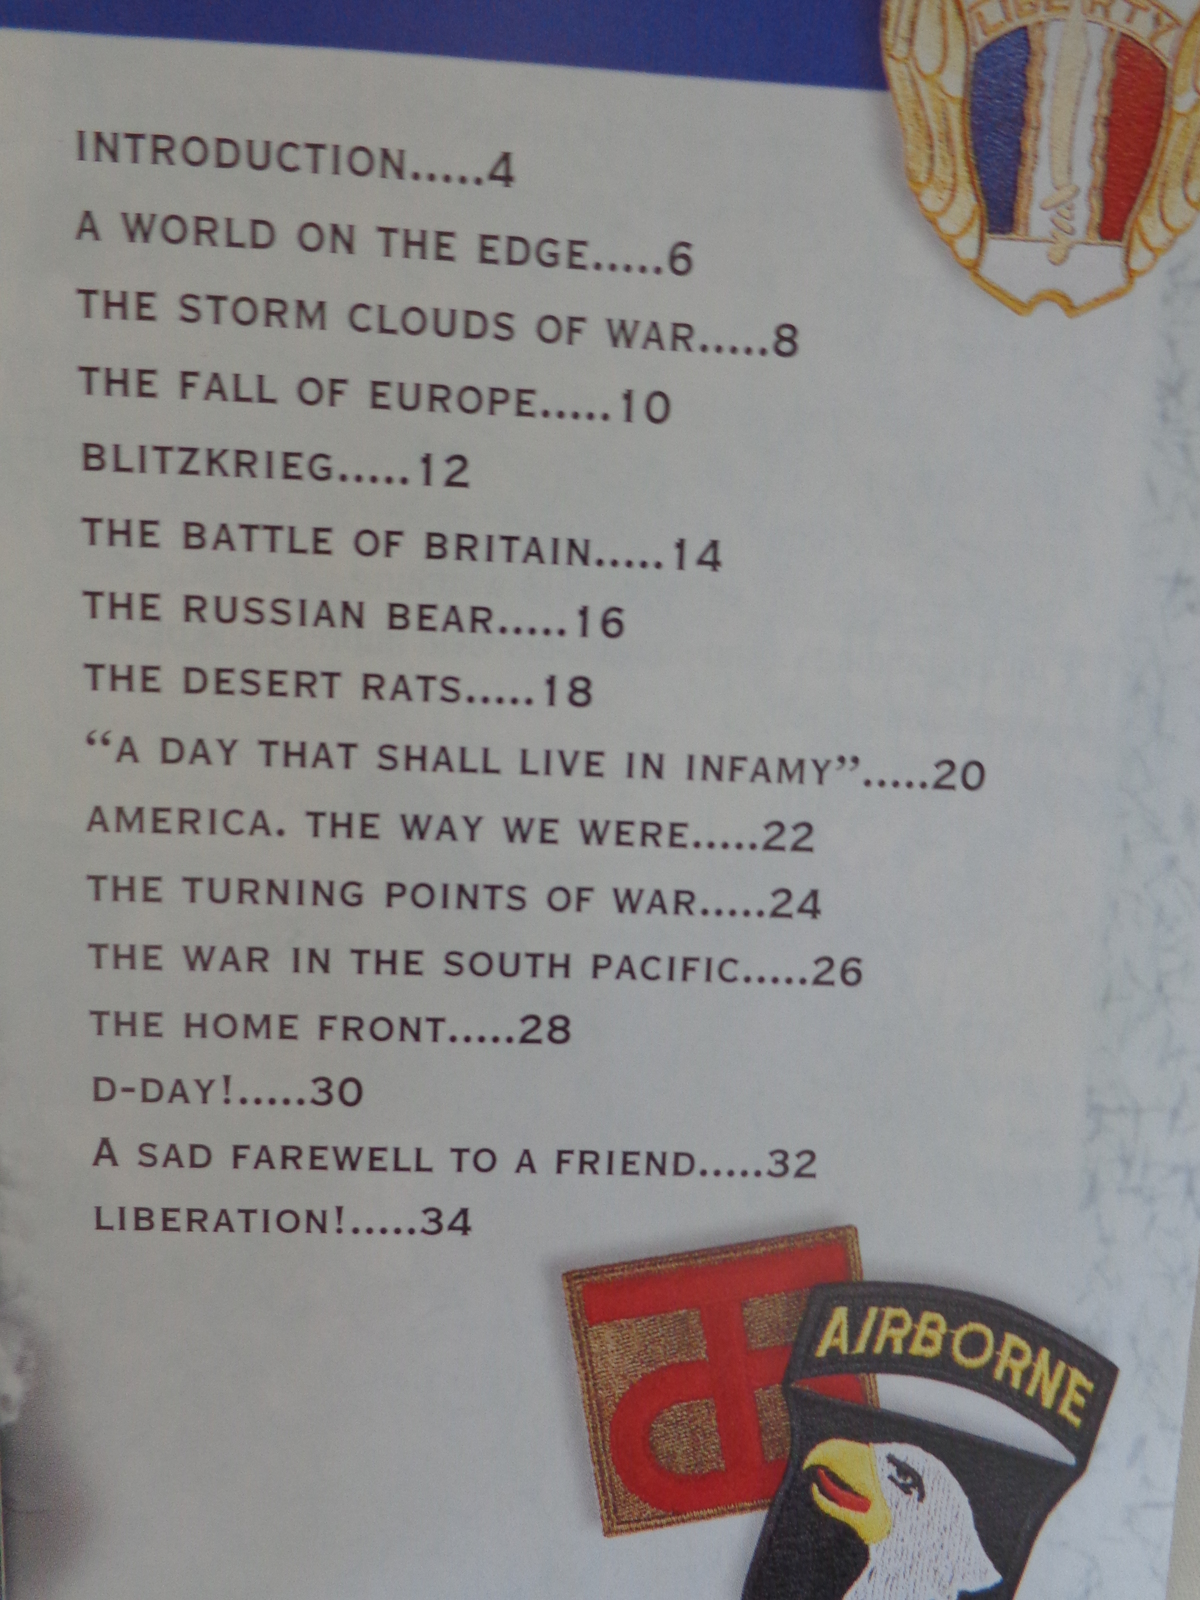 LIBERTY
INTRODUCTION.....4
A WORLD ON THE EDGE.....6
THE STORM CLOUDS OF WAR.....8
THE FALL OF EUROPE.....10
BLITZKRIEG.....12
THE BATTLE OF BRITAIN.....14
THE RUSSIAN BEAR.....16
THE DESERT RATS.....18
“A DAY THAT SHALL LIVE IN INFAMY”.....20
AMERICA. THE WAY WE WERE.....22
THE TURNING POINTS OF WAR.....24
THE WAR IN THE SOUTH PACIFIC.....26
THE HOME FRONT.....28
D-DAY!.....30
A SAD FAREWELL TO A FRIEND.....32
LIBERATION!.....34
AIRBORNE